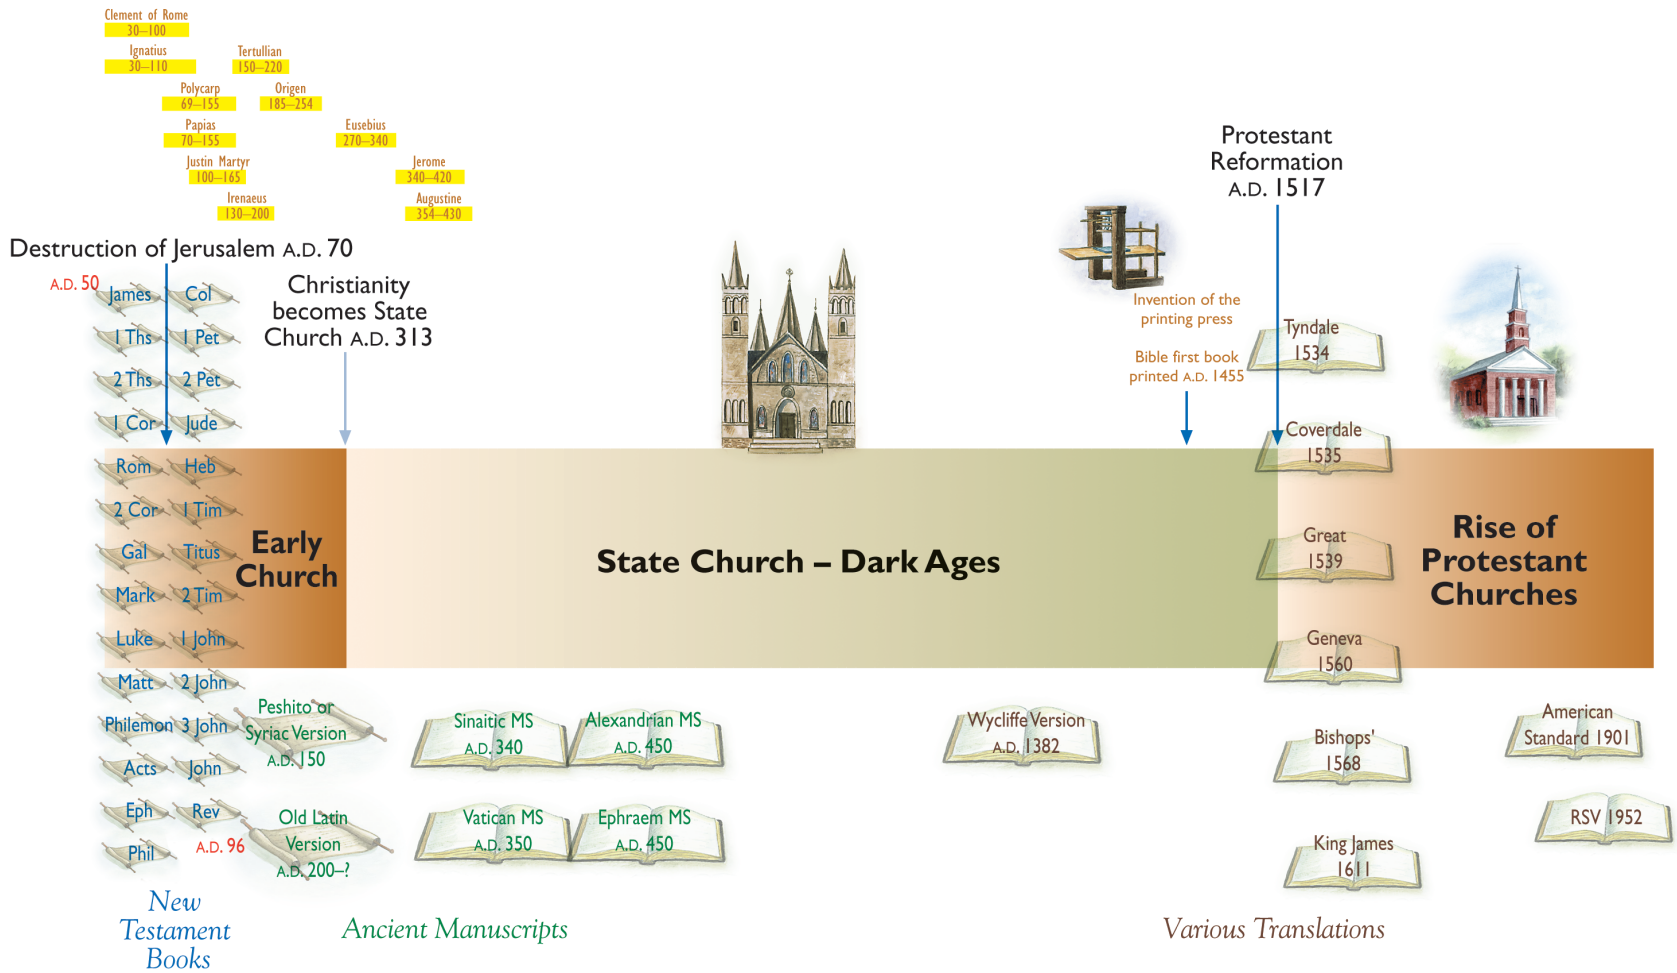 Clement of Rome
30–100
Ignatius
30–110
Tertullian
150–220
Polycarp
69–155
Origen
185–254
Papias
70–155
Eusebius
270–340
Justin Martyr
100–165
Jerome
340–420
Irenaeus
130–200
Augustine
354–430
Destruction of Jerusalem A.D. 70
Christianity
becomes State
Church A.D. 313
Protestant
Reformation
A.D. 1517
Invention of the
printing press
Bible first book
printed A.D. 1455
A.D. 50
James
Col
1 Ths
1 Pet
2 Ths
2 Pet
1 Cor
Jude
Rom
Heb
2 Cor
1 Tim
Gal
Titus
Mark
2 Tim
Luke
1 John
Matt
2 John
Philemon
3 John
Acts
John
Eph
Rev
Phil
A.D. 96
Early
Church
State Church – Dark Ages
Rise of
Protestant
Churches
Tyndale
1534
Coverdale
1535
Great
1539
Geneva
1560
Bishops'
1568
King James
1611
Peshito or
Syriac Version
A.D. 150
Old Latin
Version
A.D. 200–?
Sinaitic MS
A.D. 340
Alexandrian MS
A.D. 450
Vatican MS
A.D. 350
Ephraem MS
A.D. 450
Wycliffe Version
A.D. 1382
American
Standard 1901
RSV 1952
New
Testament
Books
Ancient Manuscripts
Various Translations